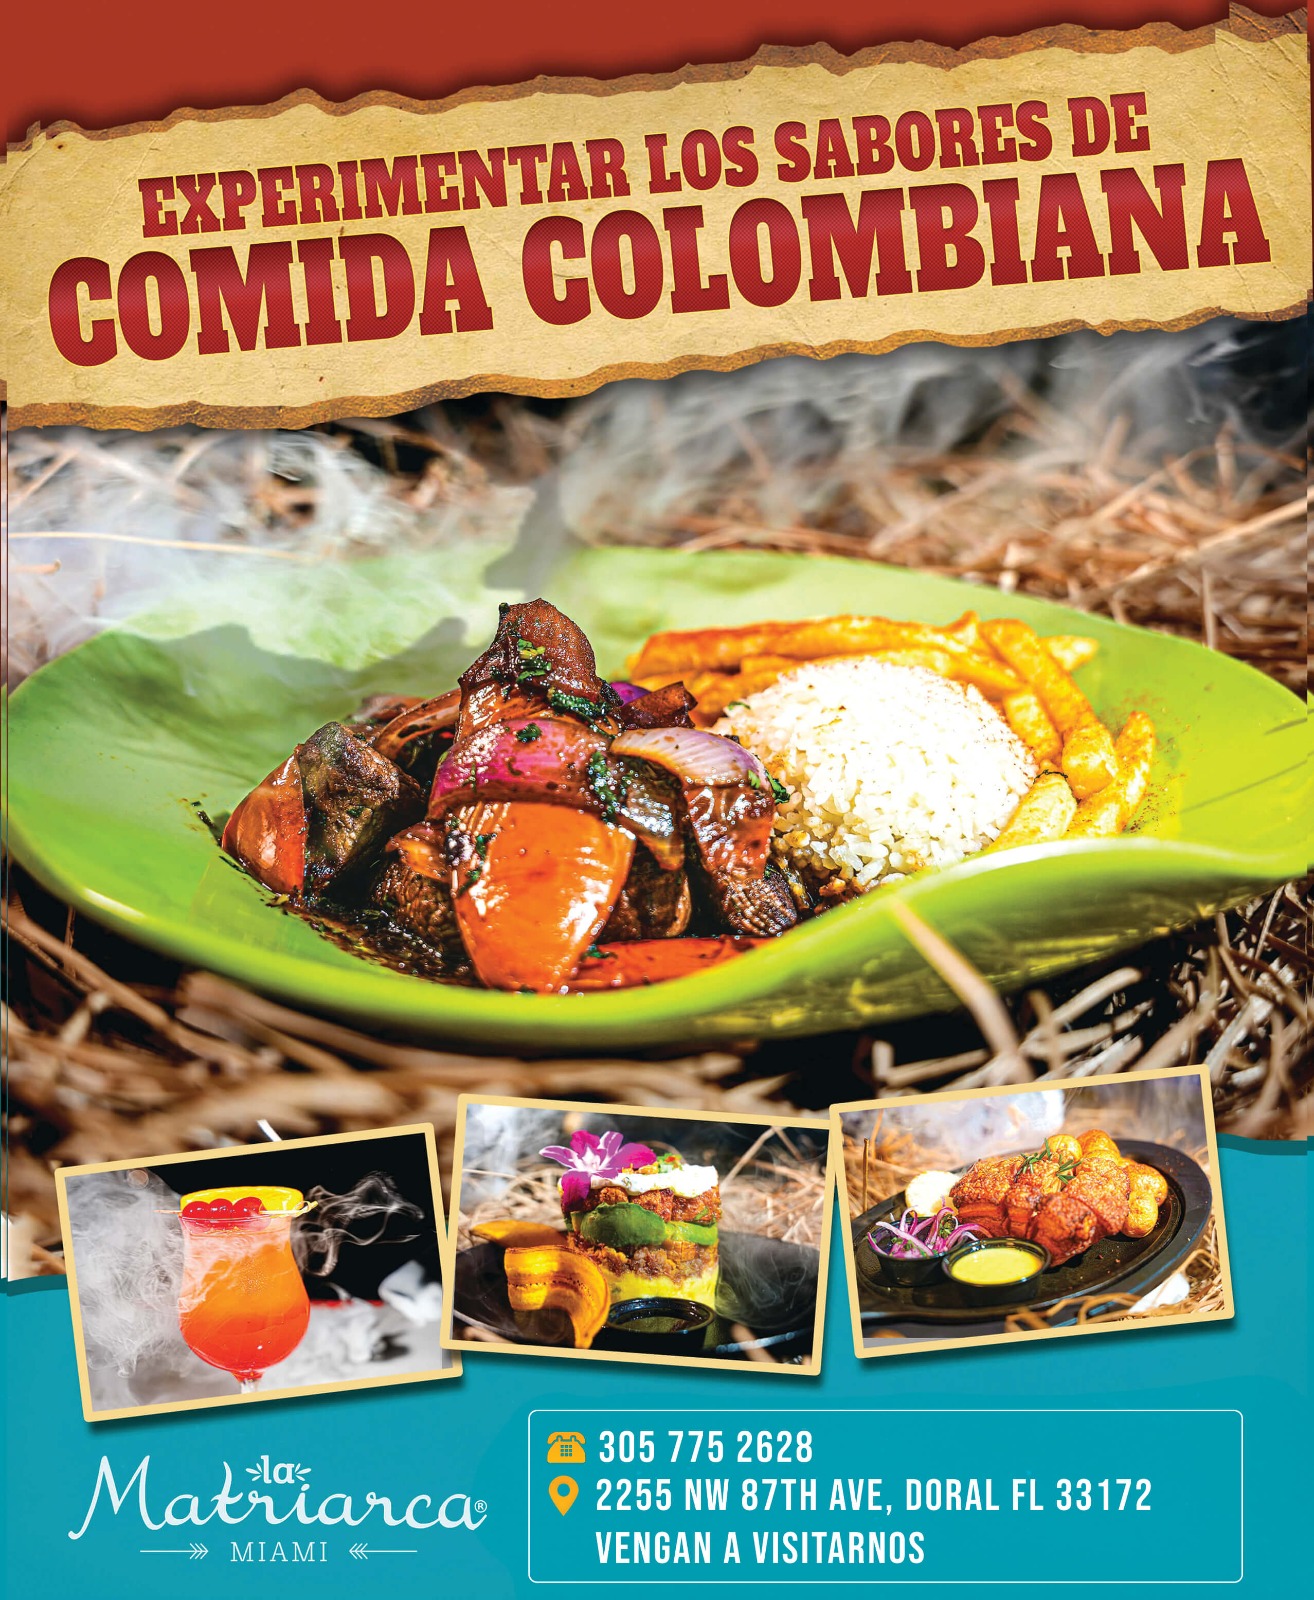 EXPERIMENTAR LOS SABORES DE
COMIDA COLOMBIANA
la
Matriarca®
MIAMI
305 775 2628
2255 NW 87TH AVE, DORAL FL 33172
VENGAN A VISITARNOS